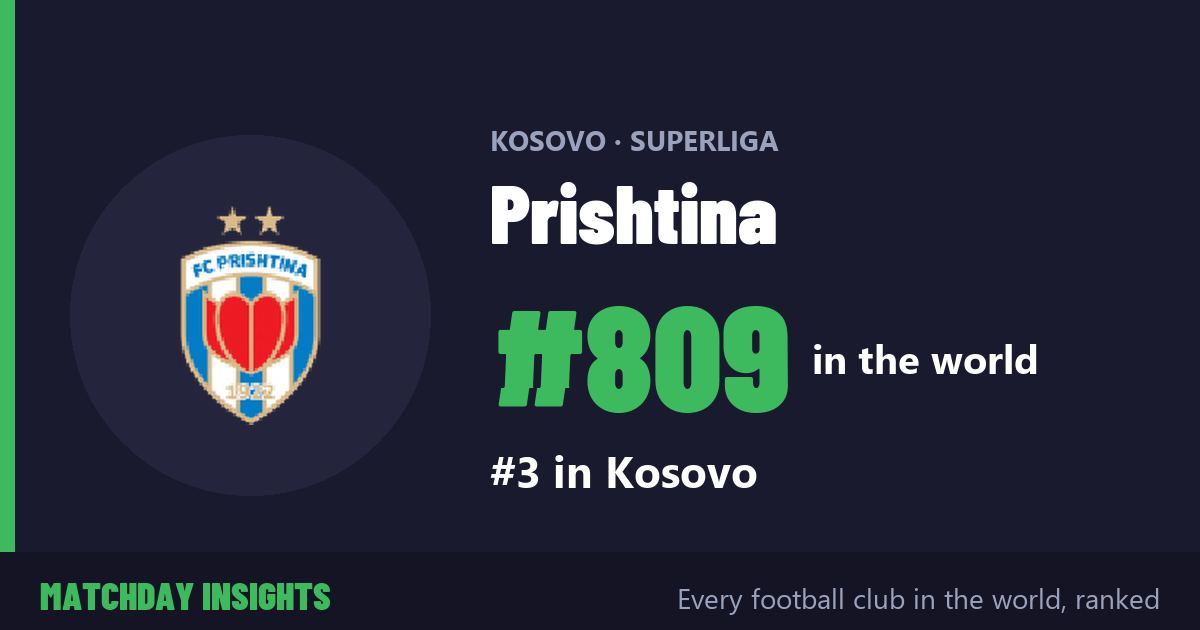 KOSOVO · SUPERLIGA
Prishtina
FC PRISHTINA
1922
#809 in the world
#3 in Kosovo
MATCHDAY INSIGHTS
Every football club in the world, ranked